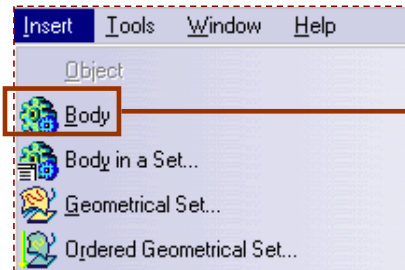 Insert Tools Window Help
Object
Body
Body in a Set...
Geometrical Set...
Ordered Geometrical Set...